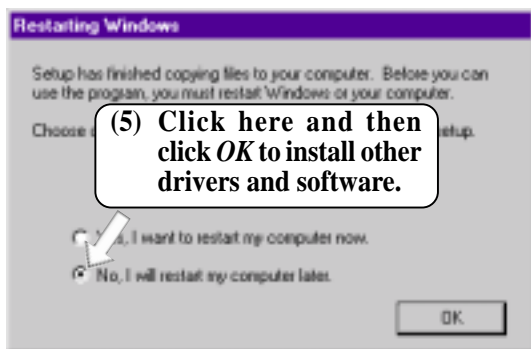 Restarting Windows
Setup has finished copying files to your computer. Before you can
use the program, you must restart Windows or your computer.
Choose setup.
(5) Click here and then
click OK to install other
drivers and software.
I want to restart my computer now.
No, I will restart my computer later.
OK